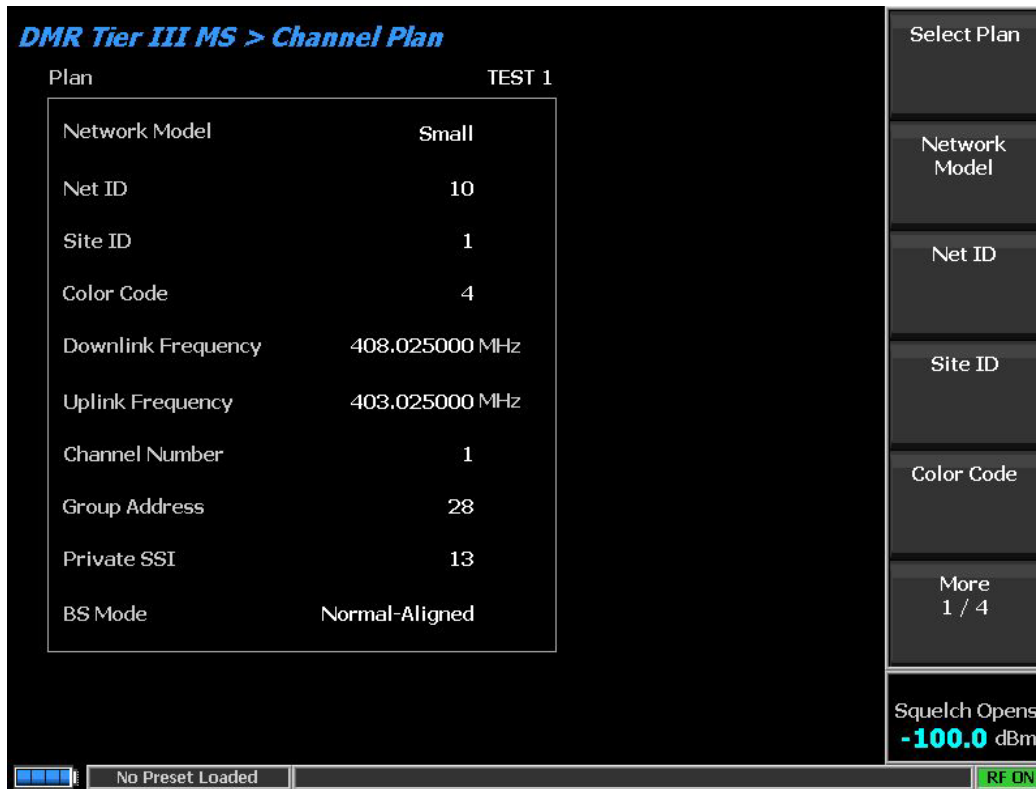 DMR Tier III MS > Channel Plan
Plan TEST 1
Network Model Small
Net ID 10
Site ID 1
Color Code 4
Downlink Frequency 408.025000 MHz
Uplink Frequency 403.025000 MHz
Channel Number 1
Group Address 28
Private SSI 13
BS Mode Normal-Aligned
Select Plan
Network
Model
Net ID
Site ID
Color Code
More
1 / 4
Squelch Opens
-100.0 dBm
No Preset Loaded
RF ON